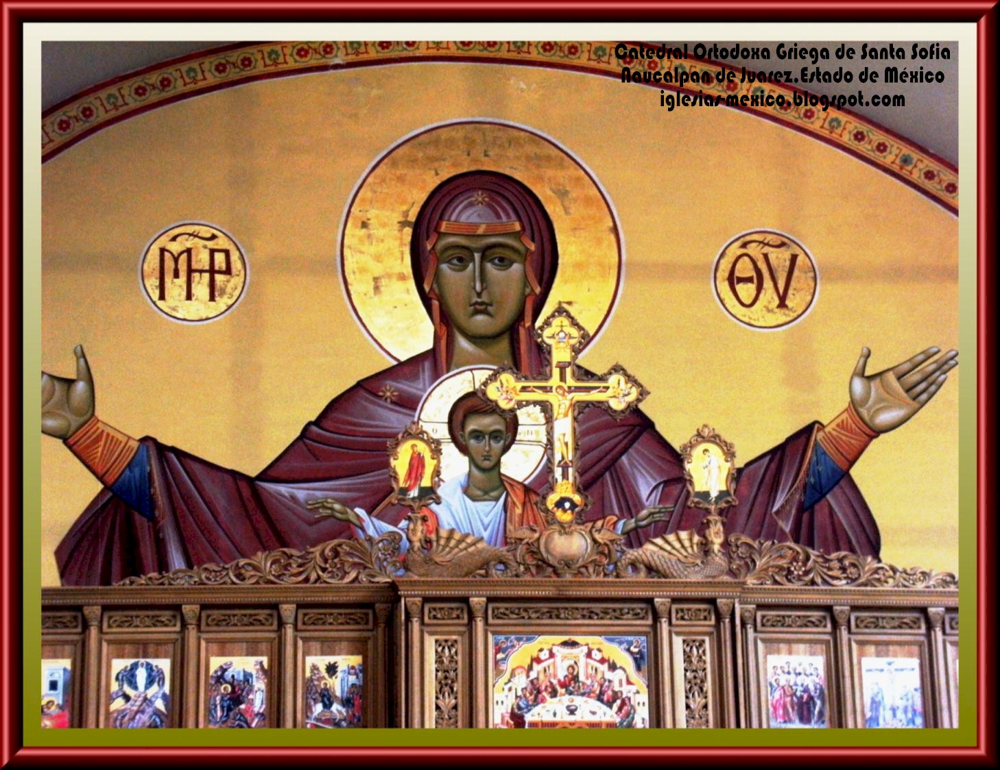 Catedral Ortodoxa Griega de Santa Sofia
Naucalpan de Juarez.Estado de México
iglesias-mexico.blogspot.com
ΜΡ ΘΥ
Ο Ν